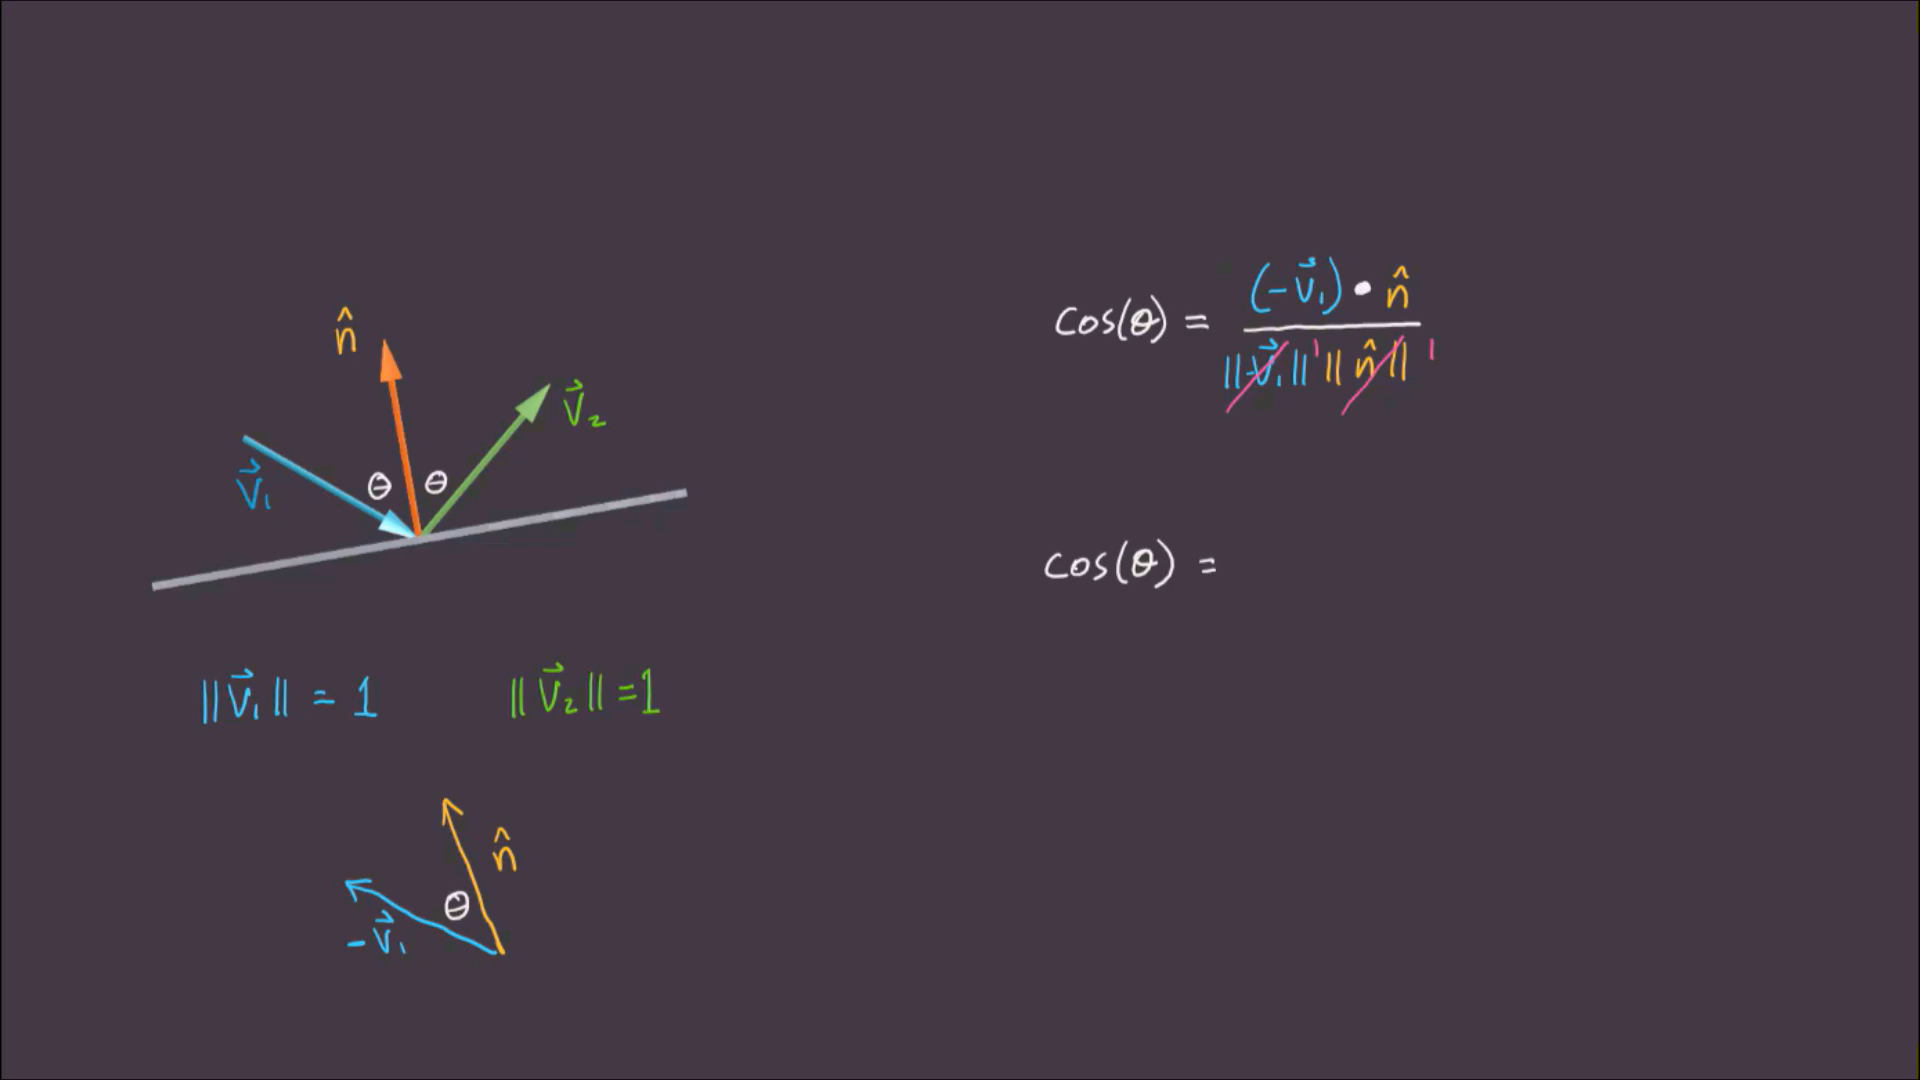 n̂
v⃗₂
v⃗₁
θ θ
cos(θ) = (-v⃗₁) • n̂
||-v⃗₁|| 1 || n̂ || 1
cos(θ) =
||v⃗₁|| = 1
||v⃗₂|| = 1
n̂
θ
-v⃗₁